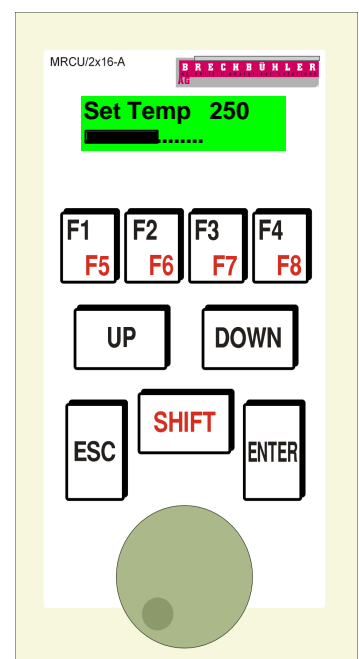 MRCU/2x16-A
BRECHBÜHLER
AG
Set Temp 250
F1 F2 F3 F4
F5 F6 F7 F8
UP DOWN
SHIFT
ESC ENTER